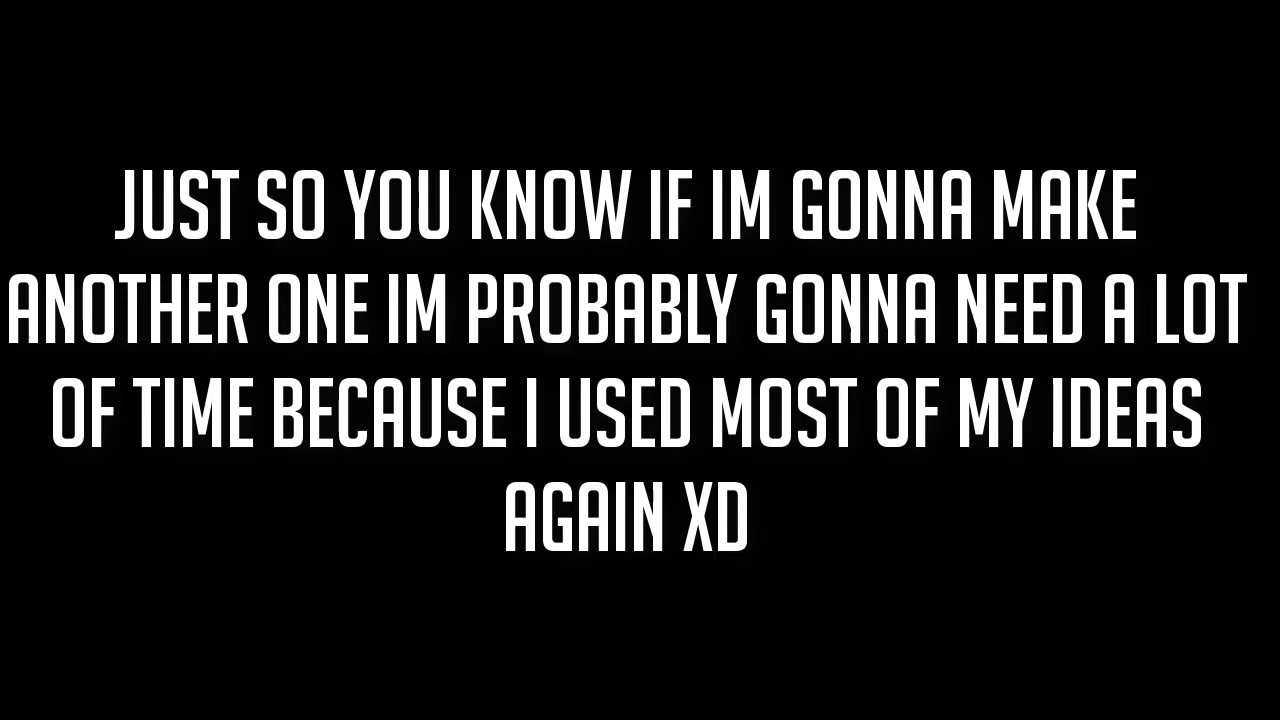 JUST SO YOU KNOW IF IM GONNA MAKE
ANOTHER ONE IM PROBABLY GONNA NEED A LOT
OF TIME BECAUSE I USED MOST OF MY IDEAS
AGAIN XD